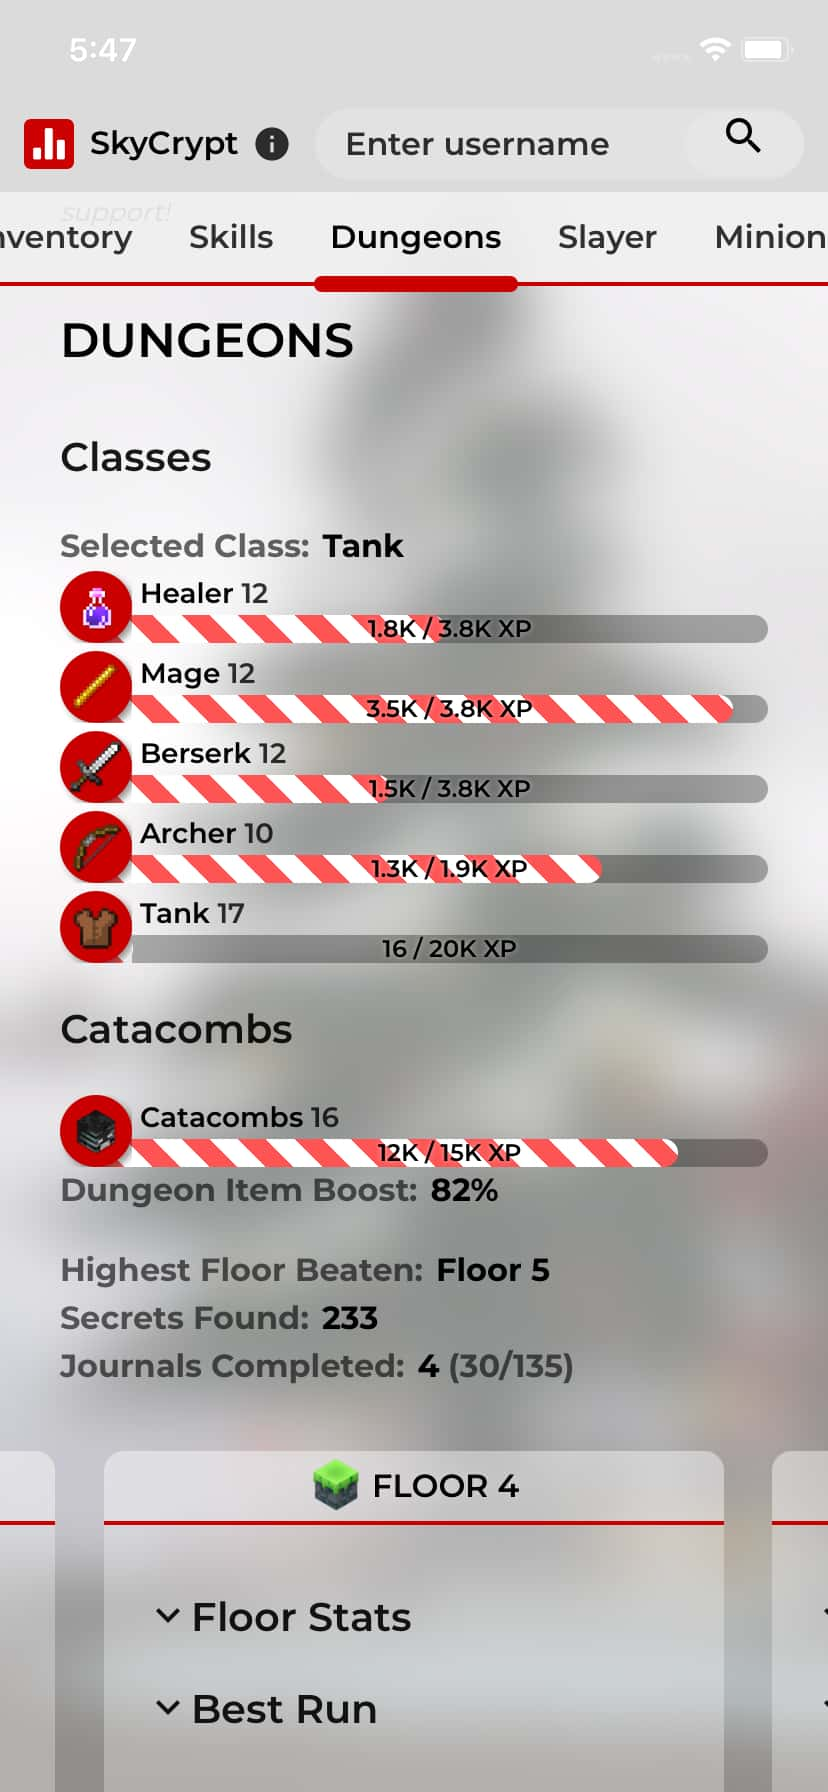 5:47
SkyCrypt
Enter username
support!
nventory Skills Dungeons Slayer Minion
DUNGEONS
Classes
Selected Class: Tank
Healer 12
1.8K / 3.8K XP
Mage 12
3.5K / 3.8K XP
Berserk 12
1.5K / 3.8K XP
Archer 10
1.3K / 1.9K XP
Tank 17
16 / 20K XP
Catacombs
Catacombs 16
12K / 15K XP
Dungeon Item Boost: 82%
Highest Floor Beaten: Floor 5
Secrets Found: 233
Journals Completed: 4 (30/135)
FLOOR 4
Floor Stats
Best Run